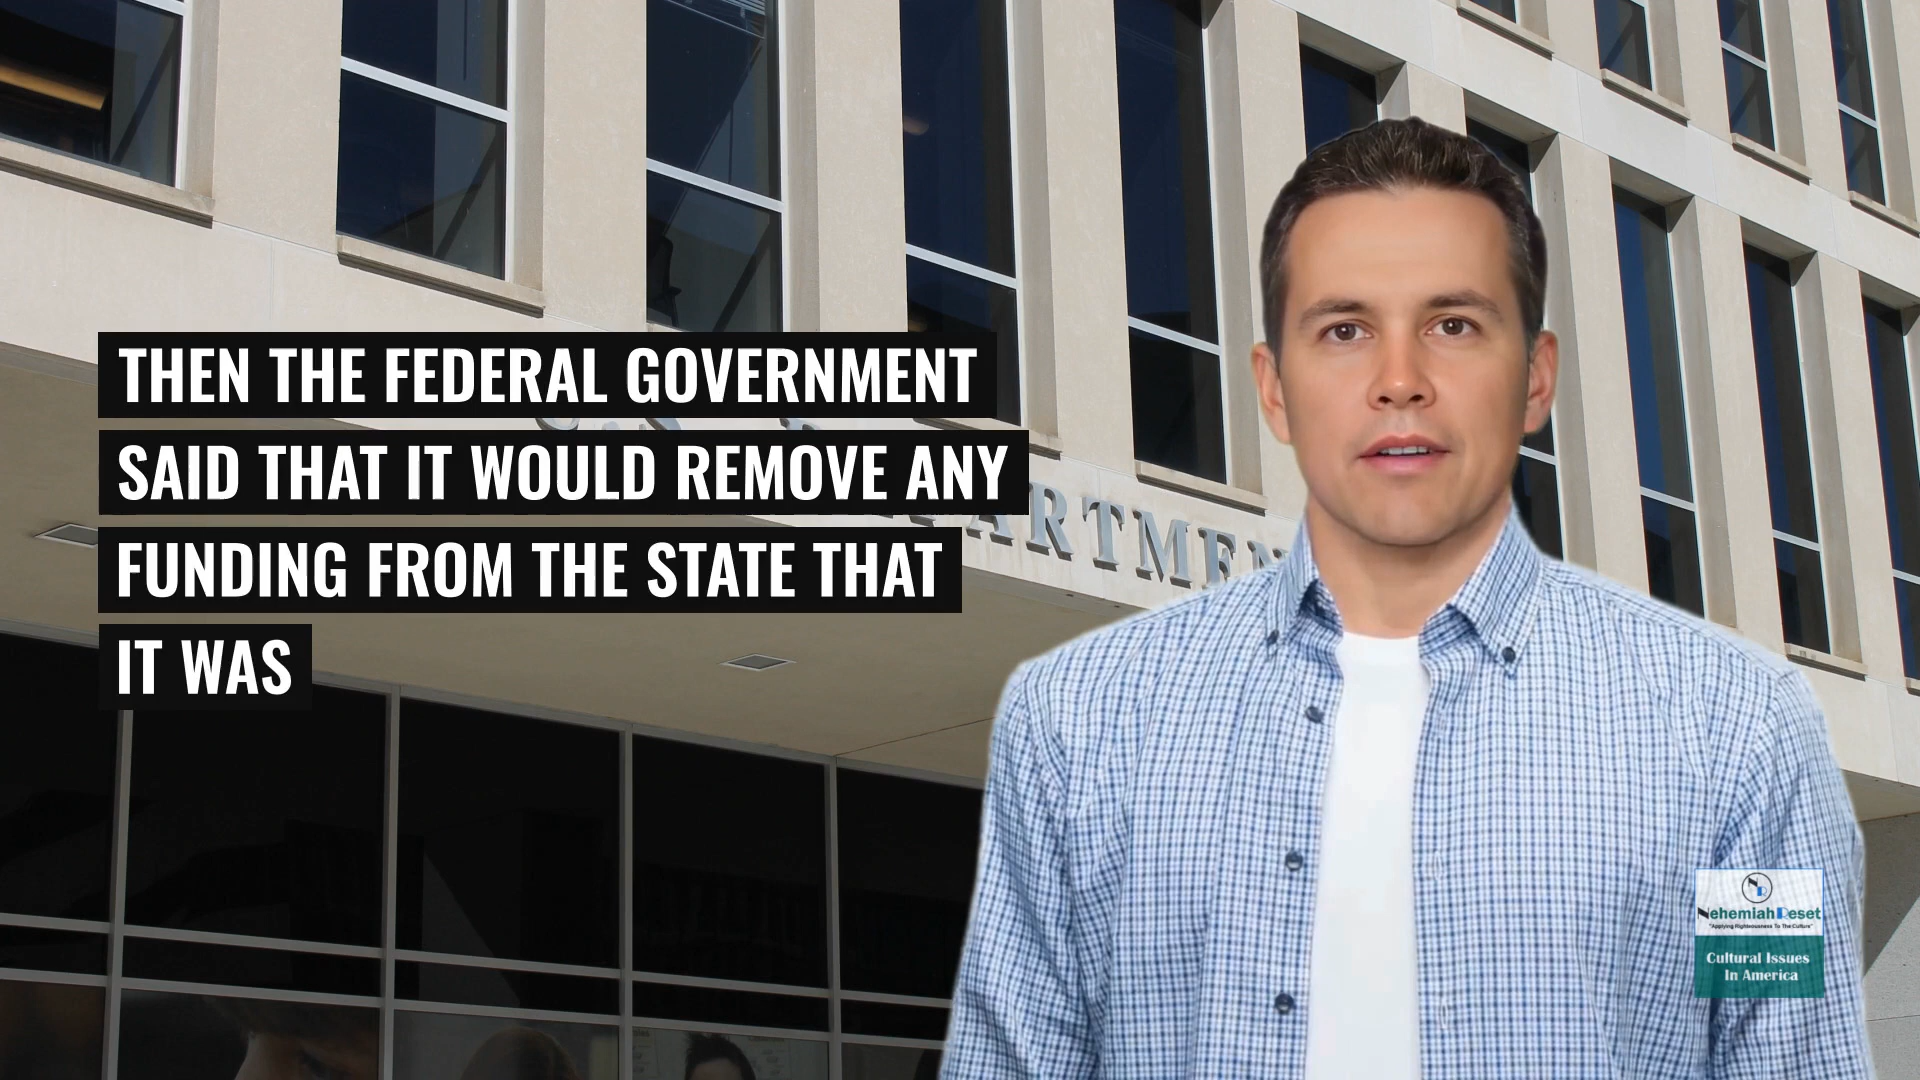 THEN THE FEDERAL GOVERNMENT
SAID THAT IT WOULD REMOVE ANY
FUNDING FROM THE STATE THAT
IT WAS
NR
NehemiahReset
"Applying Righteousness To The Culture"
Cultural Issues
In America